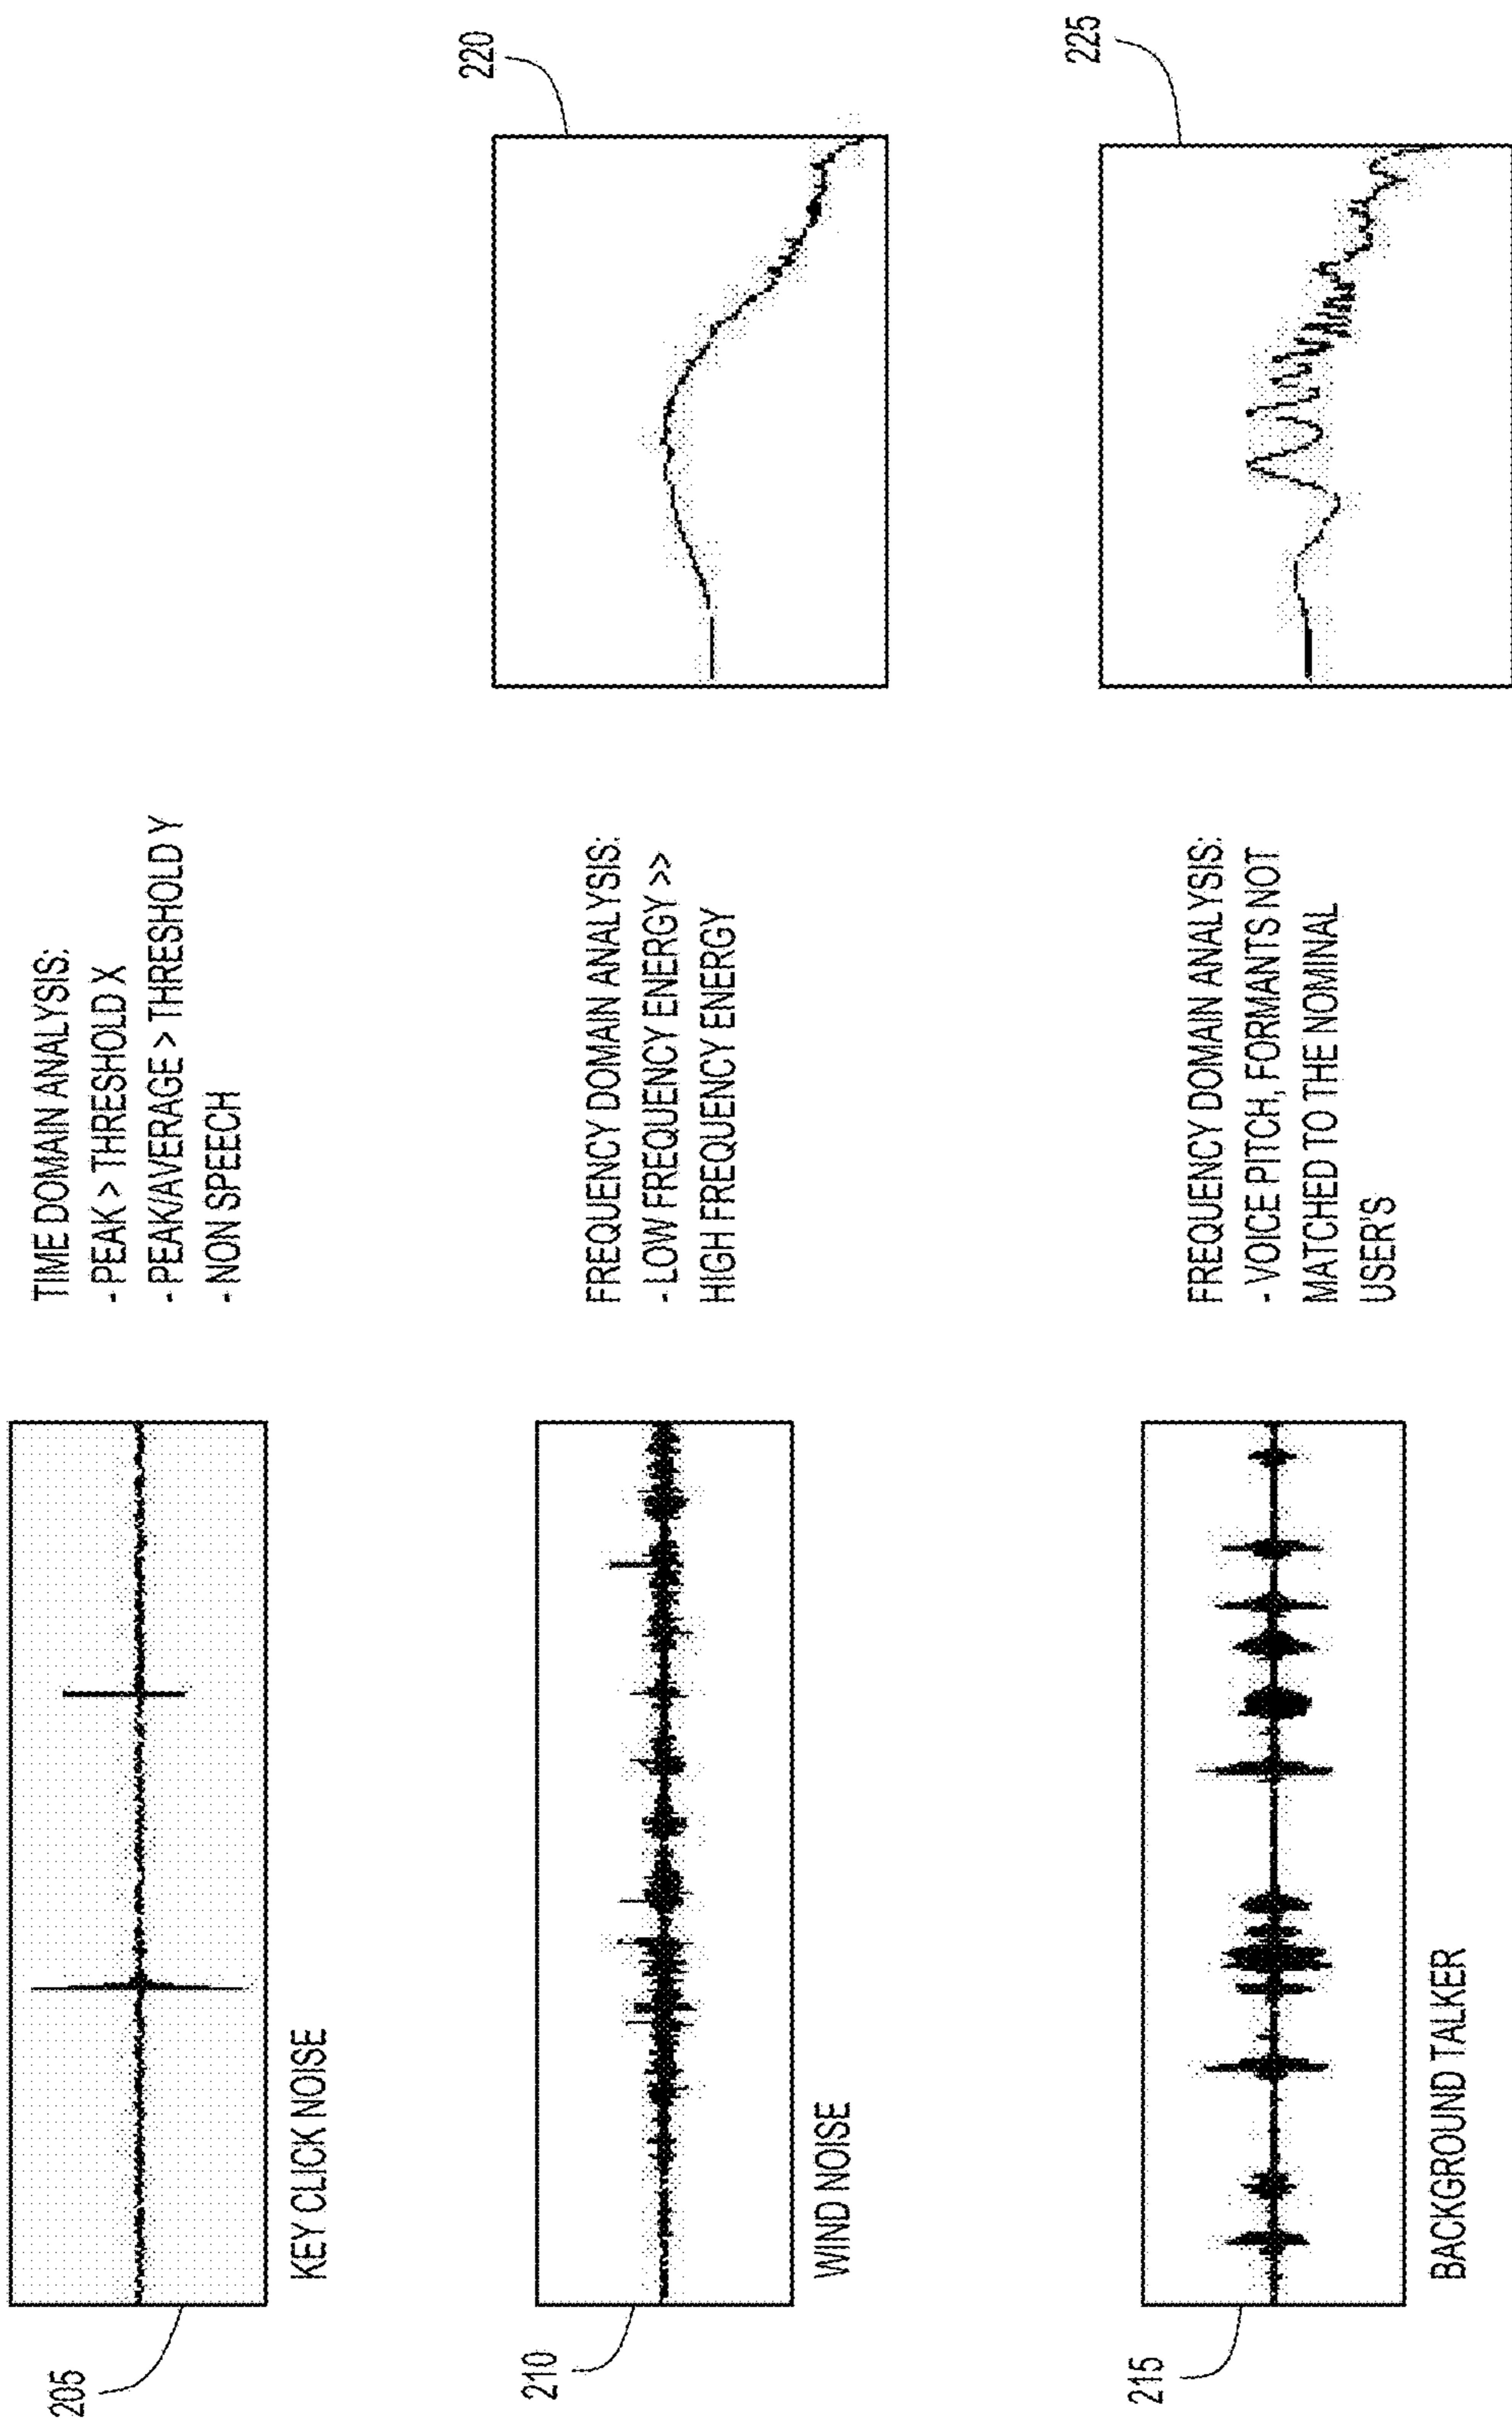 205
KEY CLICK NOISE
TIME DOMAIN ANALYSIS:
- PEAK > THRESHOLD X
- PEAK/AVERAGE > THRESHOLD Y
- NON SPEECH
210
WIND NOISE
FREQUENCY DOMAIN ANALYSIS:
- LOW FREQUENCY ENERGY >>
HIGH FREQUENCY ENERGY
220
215
BACKGROUND TALKER
FREQUENCY DOMAIN ANALYSIS:
- VOICE PITCH, FORMANTS NOT
MATCHED TO THE NOMINAL
USER'S
225